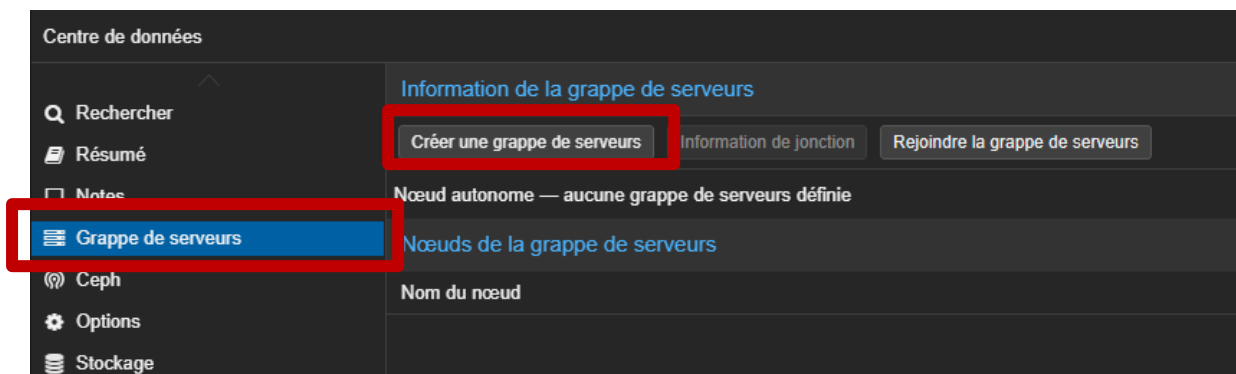 Centre de données
Rechercher
Résumé
Notes
Grappe de serveurs
Ceph
Options
Stockage
Information de la grappe de serveurs
Créer une grappe de serveurs Information de jonction Rejoindre la grappe de serveurs
Nœud autonome — aucune grappe de serveurs définie
Nœuds de la grappe de serveurs
Nom du nœud